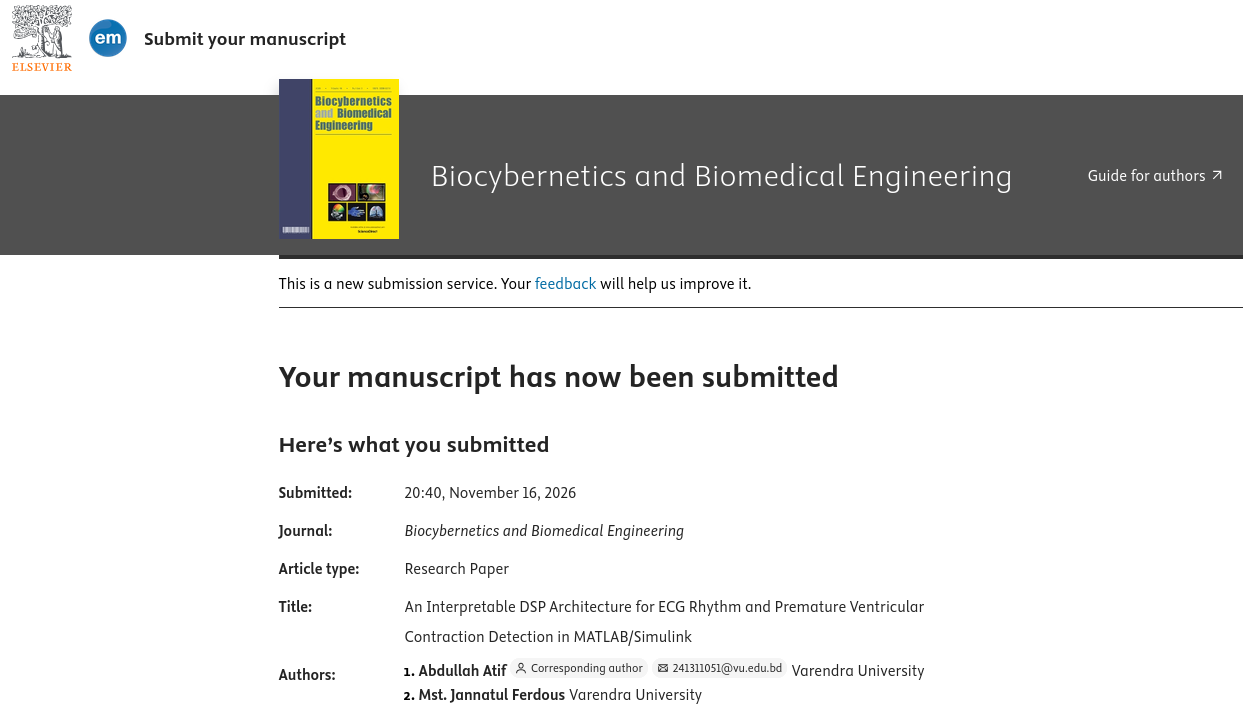 ELSEVIER
em
Submit your manuscript
Biocybernetics
and Biomedical
Engineering
ScienceDirect
Biocybernetics and Biomedical Engineering
Guide for authors ↗
This is a new submission service. Your feedback will help us improve it.
Your manuscript has now been submitted
Here’s what you submitted
Submitted: 20:40, November 16, 2026
Journal: Biocybernetics and Biomedical Engineering
Article type: Research Paper
Title: An Interpretable DSP Architecture for ECG Rhythm and Premature Ventricular
Contraction Detection in MATLAB/Simulink
Authors: 1. Abdullah Atif Corresponding author 241311051@vu.edu.bd Varendra University
2. Mst. Jannatul Ferdous Varendra University